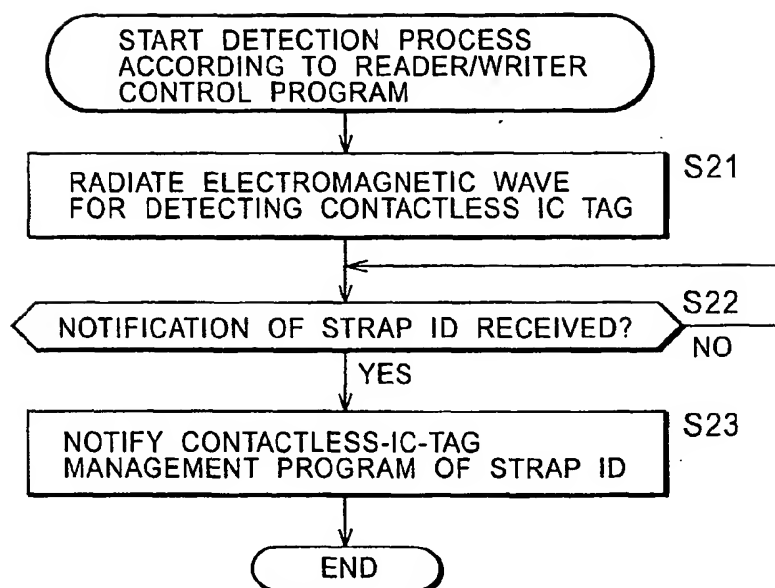 START DETECTION PROCESS
ACCORDING TO READER/WRITER
CONTROL PROGRAM
S21
RADIATE ELECTROMAGNETIC WAVE
FOR DETECTING CONTACTLESS IC TAG
S22
NOTIFICATION OF STRAP ID RECEIVED?
NO
YES
S23
NOTIFY CONTACTLESS-IC-TAG
MANAGEMENT PROGRAM OF STRAP ID
END